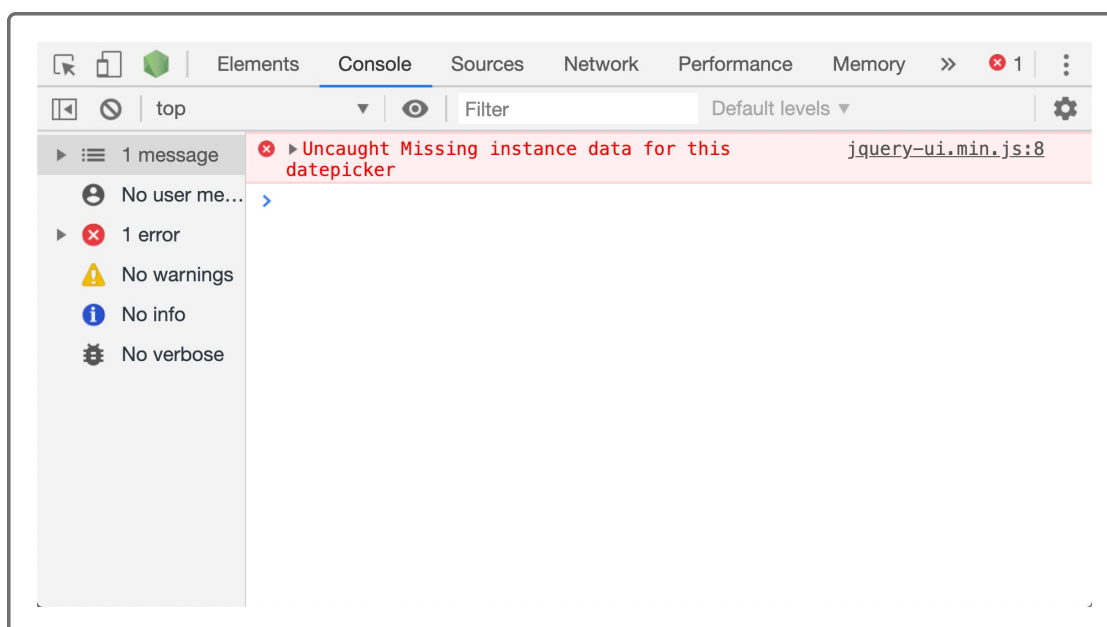 Elements Console Sources Network Performance Memory » 1
top ▼ Filter Default levels ▼
1 message
No user me…
1 error
No warnings
No info
No verbose
Uncaught Missing instance data for this jquery-ui.min.js:8
datepicker